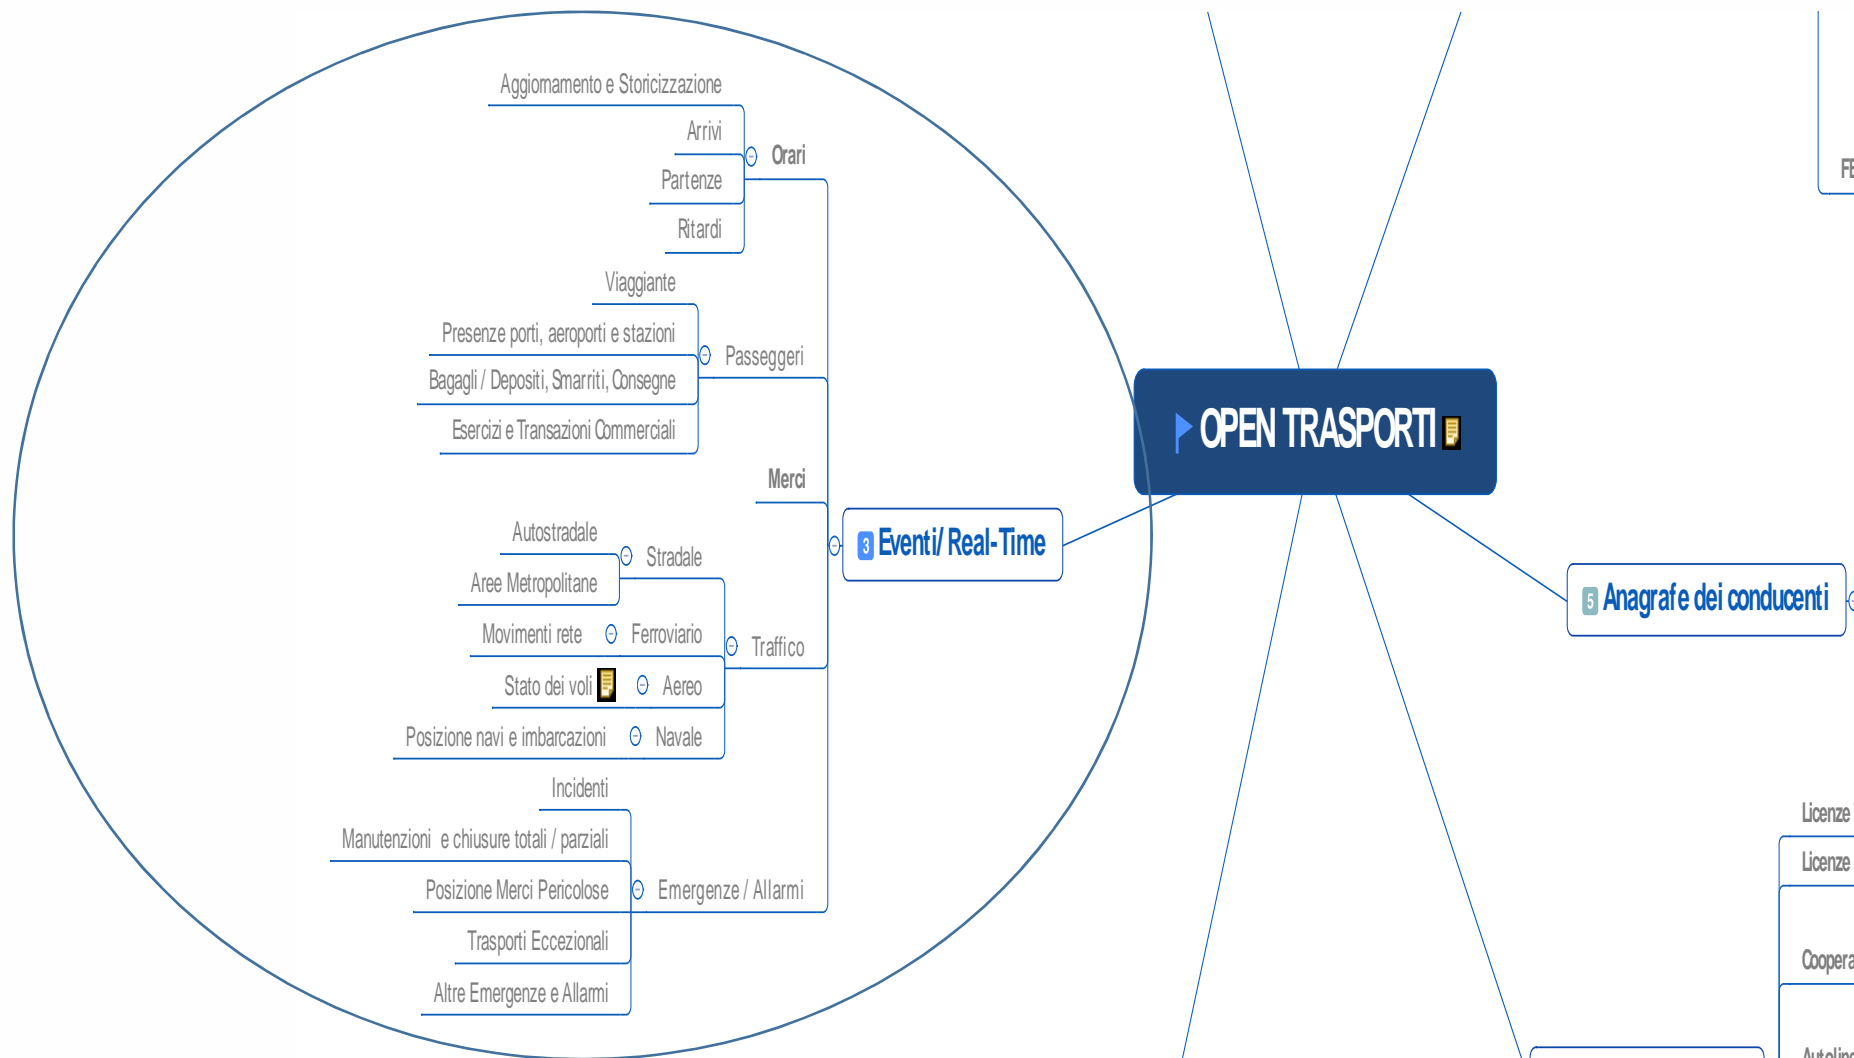 Aggiornamento e Storicizzazione
Arrivi
Orari
Partenze
Ritardi
Viaggiante
Presenze porti, aeroporti e stazioni
Passeggeri
Bagagli / Depositi, Smarriti, Consegne
Esercizi e Transazioni Commerciali
Merci
Autostradale
Stradale
Aree Metropolitane
Movimenti rete
Ferroviario
Traffico
Stato dei voli
Aereo
Posizione navi e imbarcazioni
Navale
Incidenti
Manutenzioni e chiusure totali / parziali
Posizione Merci Pericolose
Emergenze / Allarmi
Trasporti Eccezionali
Altre Emergenze e Allarmi
3 Eventi/ Real-Time
OPEN TRASPORTI
5 Anagrafe dei conducenti
Licenze
Licenze